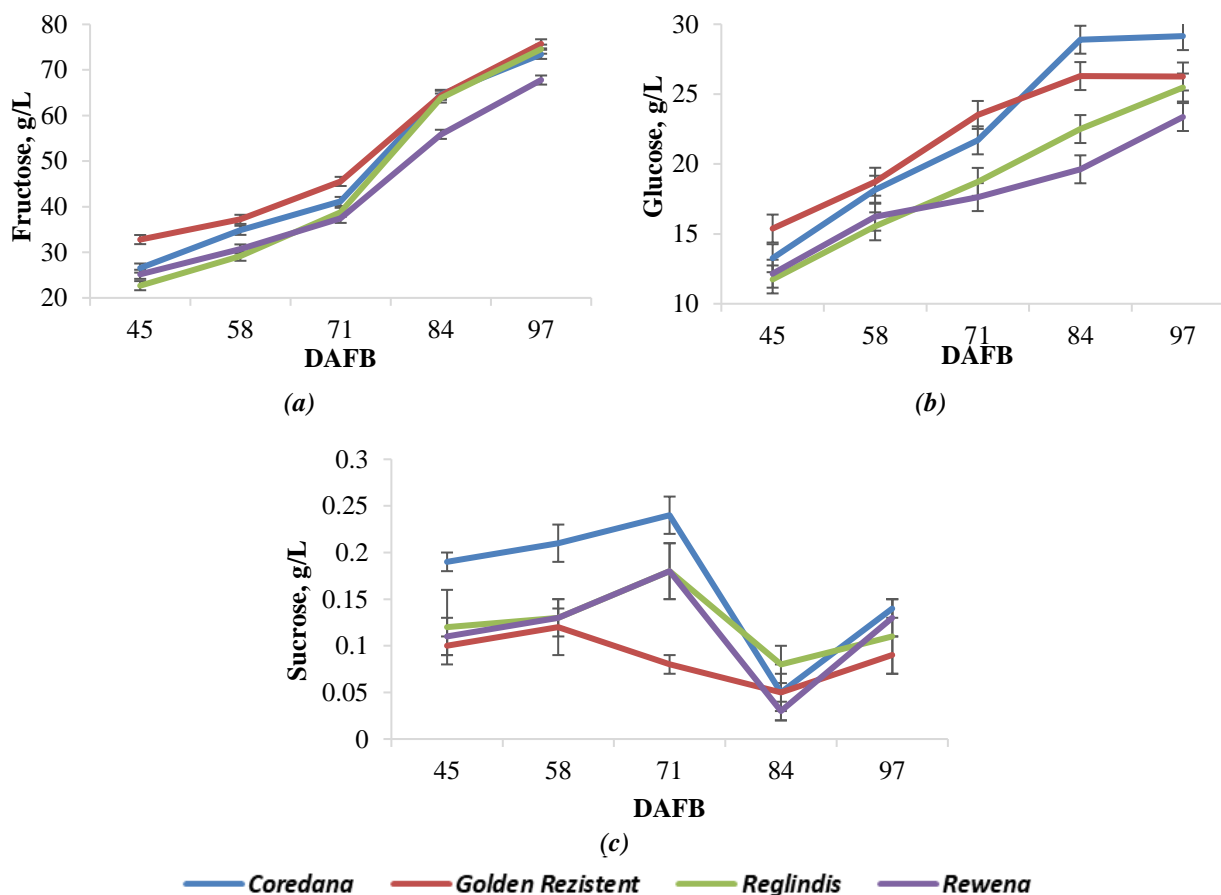 80
70
60
50
40
30
20
Fructose, g/L
45 58 71 84 97
DAFB
(a)
30
25
20
15
10
Glucose, g/L
45 58 71 84 97
DAFB
(b)
0.3
0.25
0.2
0.15
0.1
0.05
0
Sucrose, g/L
45 58 71 84 97
DAFB
(c)
Coredana Golden Rezistent Reglindis Rewena